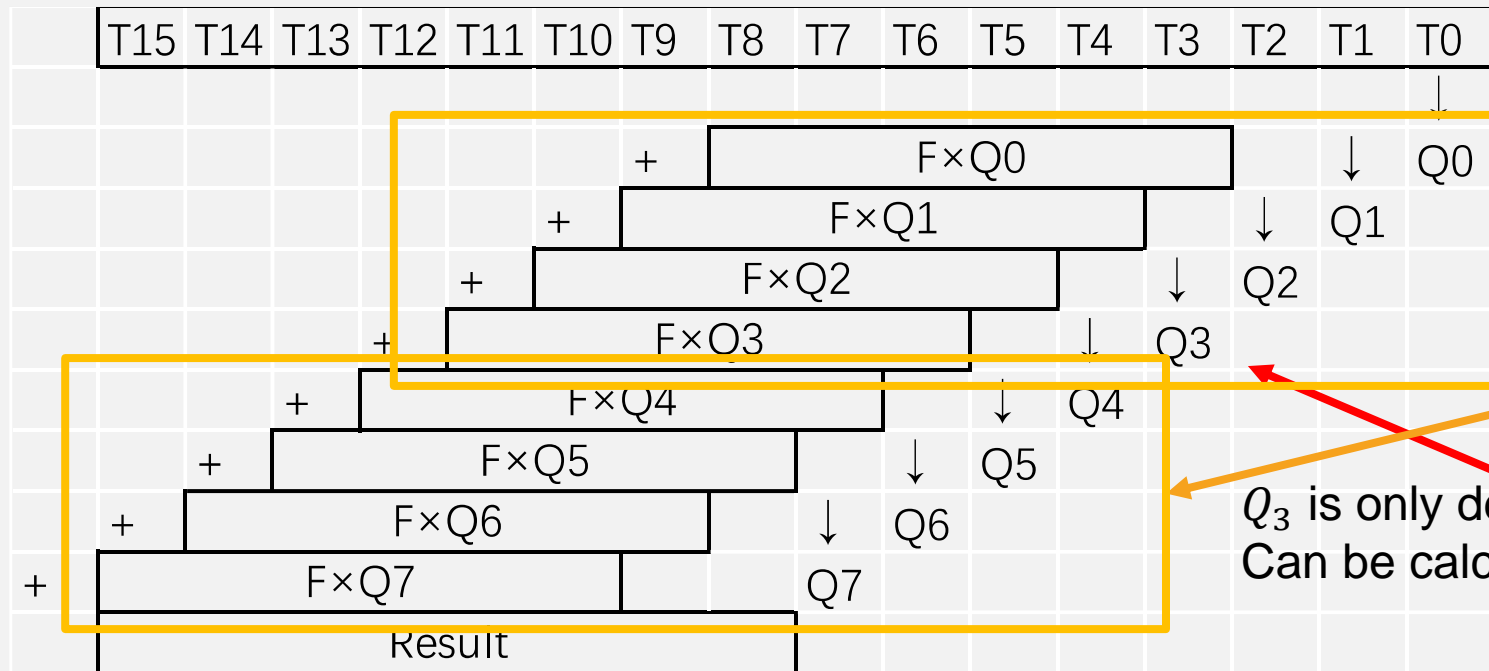 T15 T14 T13 T12 T11 T10 T9 T8 T7 T6 T5 T4 T3 T2 T1 T0
↓
+ F×Q0 ↓ Q0
+ F×Q1 ↓ Q1
+ F×Q2 ↓ Q2
+ F×Q3 ↓ Q3
+ F×Q4 ↓ Q4
+ F×Q5 ↓ Q5
+ F×Q6 ↓ Q6
+ F×Q7 Q7
Result
Q₃ is only
Can be